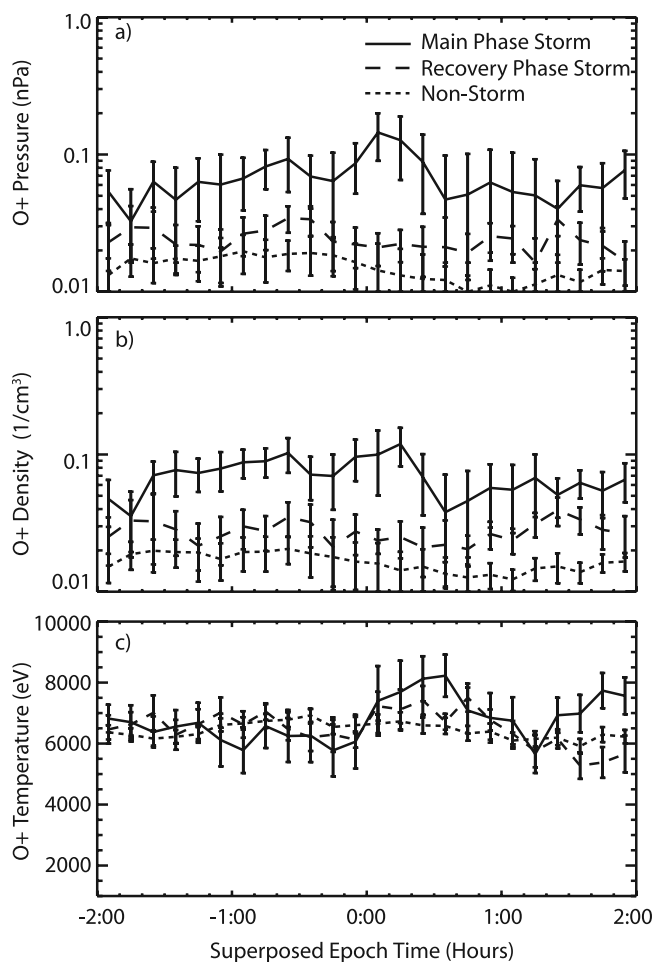 1.0
a)
Main Phase Storm
Recovery Phase Storm
Non-Storm
0.1
0.01
O+ Pressure (nPa)
1.0
b)
0.1
0.01
O+ Density (1/cm³)
10000
c)
8000
6000
4000
2000
O+ Temperature (eV)
-2:00
-1:00
0:00
1:00
2:00
Superposed Epoch Time (Hours)